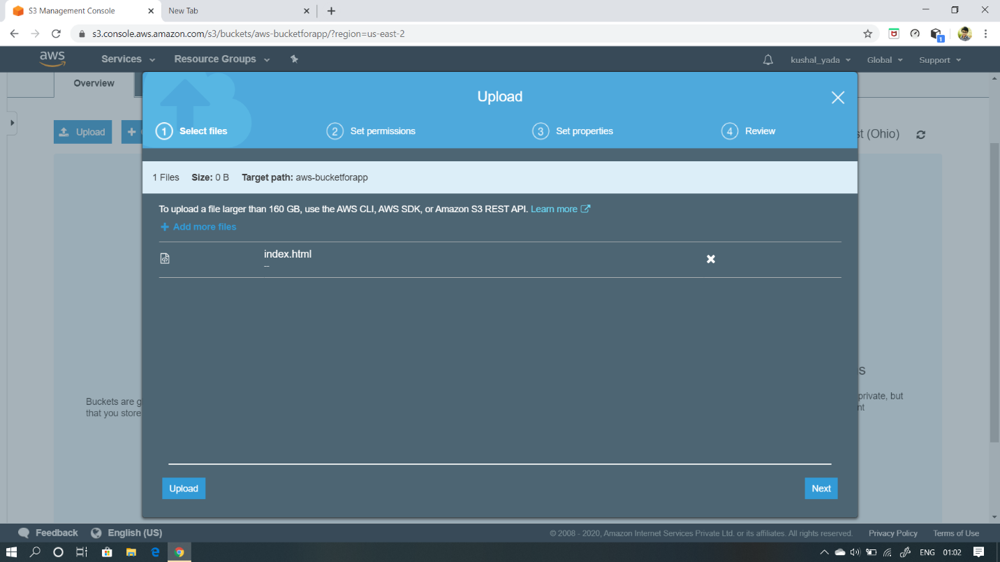 S3 Management Console
New Tab
s3.console.aws.amazon.com/s3/buckets/aws-bucketforapp/?region=us-east-2
1
aws
Services
Resource Groups
kushal_yada
Global
Support
Overview
Upload
Upload
1 Select files
2 Set permissions
3 Set properties
4 Review
st (Ohio)
1 Files Size: 0 B Target path: aws-bucketforapp
To upload a file larger than 160 GB, use the AWS CLI, AWS SDK, or Amazon S3 REST API. Learn more
+ Add more files
index.html
--
s
Buckets are g
that you store
private, but
nt
Upload
Next
Feedback
English (US)
© 2008 - 2020, Amazon Internet Services Private Ltd. or its affiliates. All rights reserved.
Privacy Policy
Terms of Use
ENG
01:02